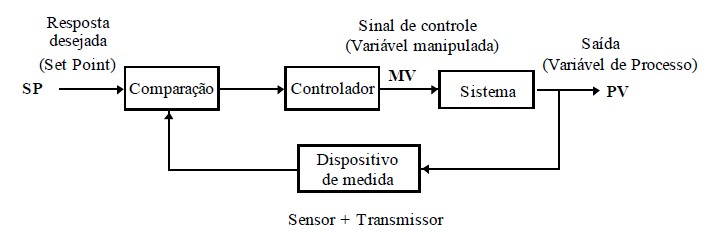 Resposta
desejada
(Set Point)
SP
Comparação
Controlador
Sinal de controle
(Variável manipulada)
MV
Sistema
Saída
(Variável de Processo)
PV
Dispositivo
de medida
Sensor + Transmissor